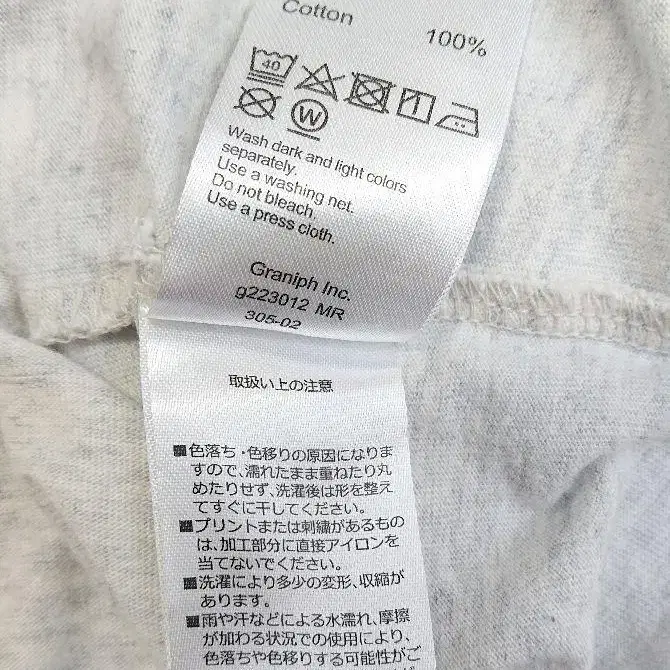 Cotton 100%
40
W
Wash dark and light colors
separately.
Use a washing net.
Do not bleach.
Use a press cloth.
Graniph Inc.
g223012 MR
305-02
取扱い上の注意
■色落ち・色移りの原因になりま
すので、濡れたまま重ねたり丸
めたりせず、洗濯後は形を整え
てすぐに干してください。
■プリントまたは刺繍があるもの
は、加工部分に直接アイロンを
当てないでください。
■洗濯により多少の変形、収縮が
あります。
■雨や汗などによる水濡れ、摩擦
が加わる状況での使用により、
色落ちや色移りする可能性がご